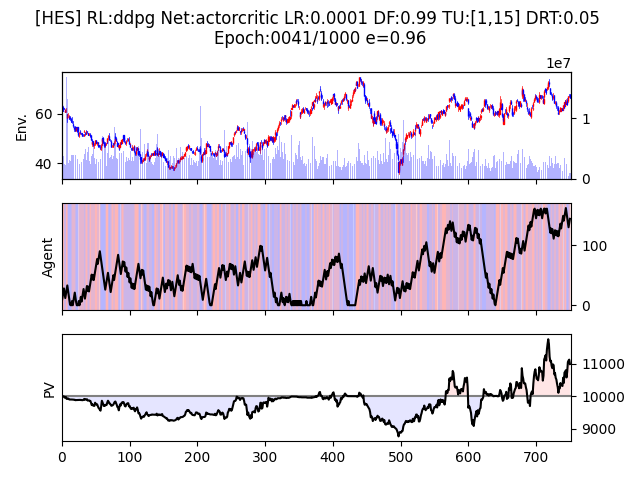 [HES] RL:ddpg Net:actorcritic LR:0.0001 DF:0.99 TU:[1,15] DRT:0.05
Epoch:0041/1000 e=0.96
1e7
Env.
60
40
1
0
Agent
100
0
PV
11000
10000
9000
0 100 200 300 400 500 600 700